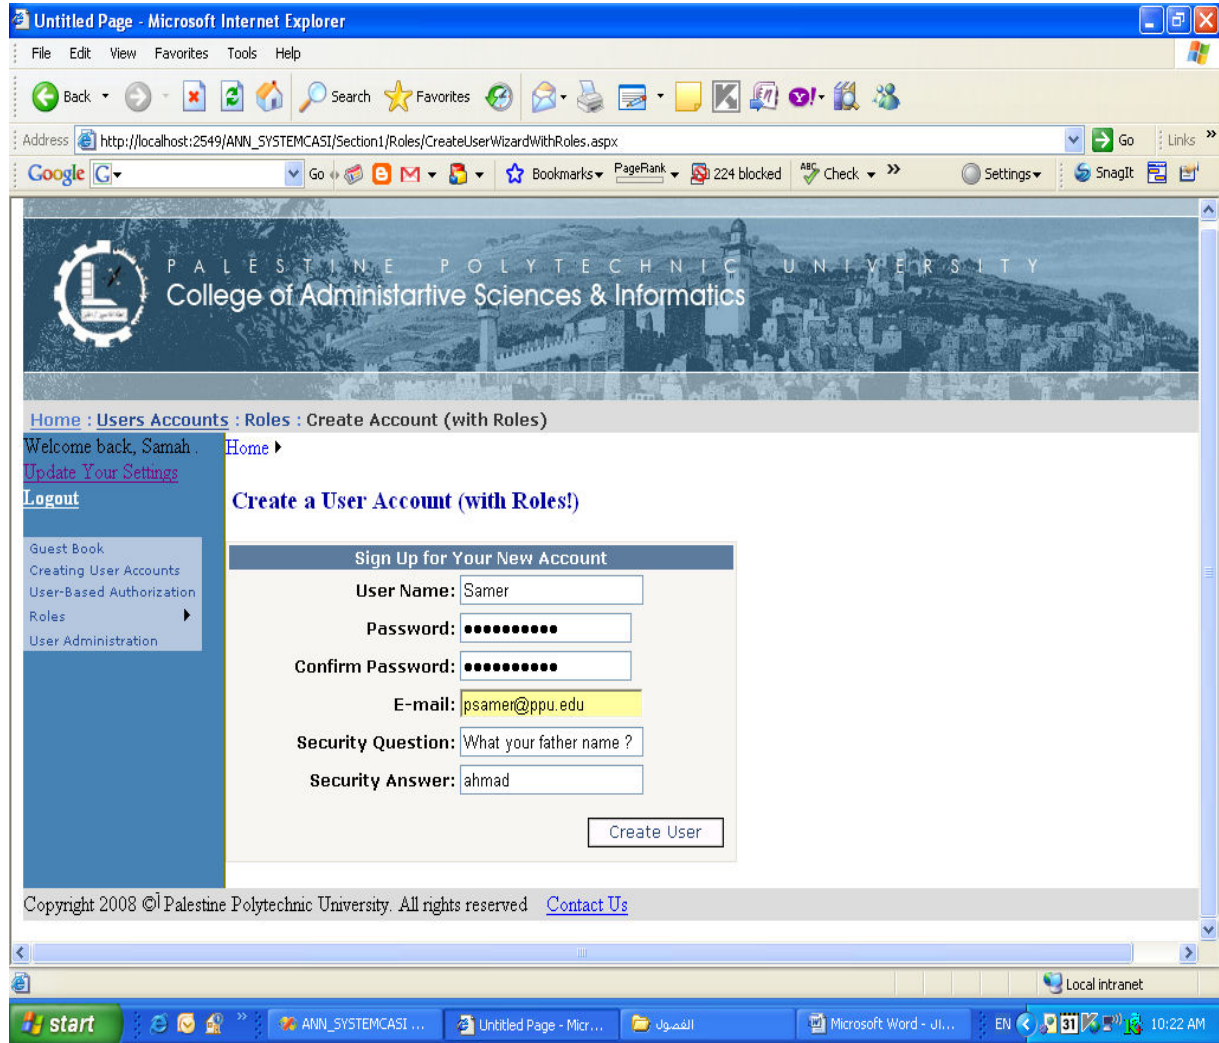 Untitled Page - Microsoft Internet Explorer
File Edit View Favorites Tools Help
Back Search Favorites
Address http://localhost:2549/ANN_SYSTEMCASI/Section1/Roles/CreateUserWizardWithRoles.aspx Go Links »
Google G Go Bookmarks PageRank 224 blocked ABC Check » Settings SnagIt
PALESTINE POLYTECHNIC UNIVERSITY
College of Administartive Sciences & Informatics
Home : Users Accounts : Roles : Create Account (with Roles)
Welcome back, Samah .
Update Your Settings
Logout
Guest Book
Creating User Accounts
User-Based Authorization
Roles
User Administration
Home
Create a User Account (with Roles!)
Sign Up for Your New Account
User Name: Samer
Password: ●●●●●●●●●●
Confirm Password: ●●●●●●●●●●
E-mail: psamer@ppu.edu
Security Question: What your father name ?
Security Answer: ahmad
Create User
Copyright 2008 © Palestine Polytechnic University. All rights reserved Contact Us
Local intranet
start » ANN_SYSTEMCASI ... Untitled Page - Micr... الفصول Microsoft Word - ال... EN 31 10:22 AM